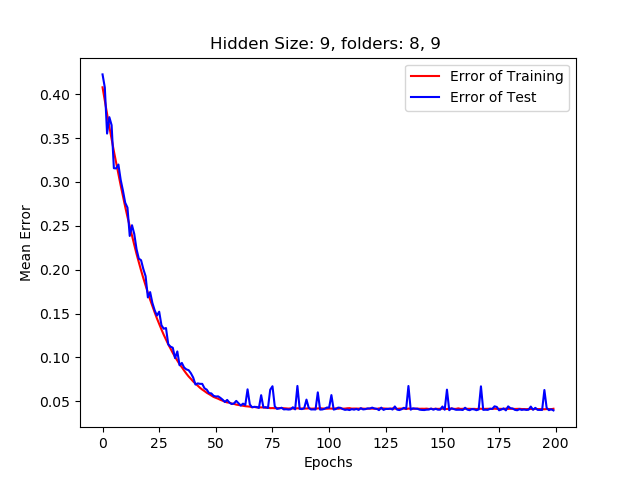 Hidden Size: 9, folders: 8, 9
Error of Training
Error of Test
Mean Error
0.40
0.35
0.30
0.25
0.20
0.15
0.10
0.05
0 25 50 75 100 125 150 175 200
Epochs